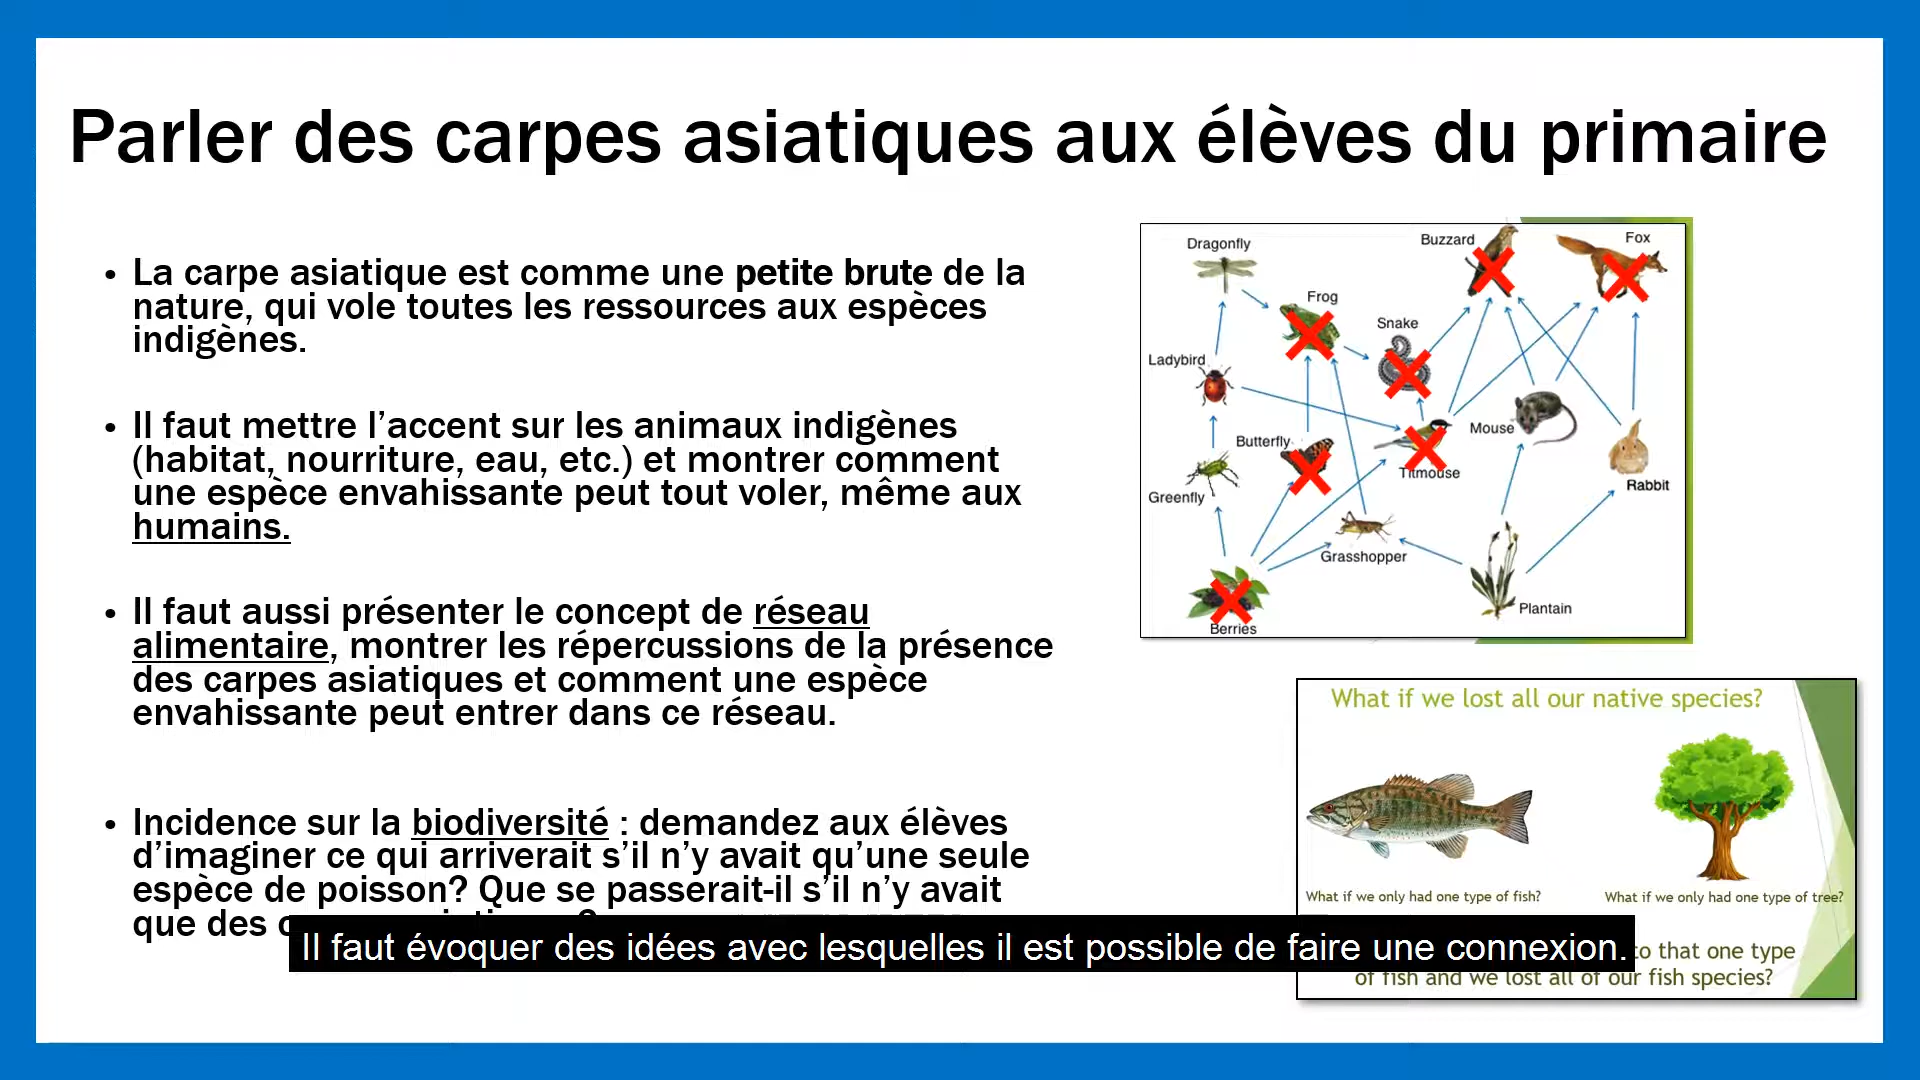 Parler des carpes asiatiques aux élèves du primaire
• La carpe asiatique est comme une petite brute de la
nature, qui vole toutes les ressources aux espèces
indigènes.
• Il faut mettre l’accent sur les animaux indigènes
(habitat, nourriture, eau, etc.) et montrer comment
une espèce envahissante peut tout voler, même aux
humains.
• Il faut aussi présenter le concept de réseau
alimentaire, montrer les répercussions de la présence
des carpes asiatiques et comment une espèce
envahissante peut entrer dans ce réseau.
• Incidence sur la biodiversité : demandez aux élèves
d’imaginer ce qui arriverait s’il n’y avait qu’une seule
espèce de poisson? Que se passerait-il s’il n’y avait
que des
Dragonfly
Buzzard
Fox
Frog
Snake
Ladybird
Mouse
Butterfly
Titmouse
Rabbit
Greenfly
Grasshopper
Plantain
Berries
What if we lost all our native species?
What if we only had one type of fish?
What if we only had one type of tree?
to that one type
of fish and we lost all of our fish species?
Il faut évoquer des idées avec lesquelles il est possible de faire une connexion.